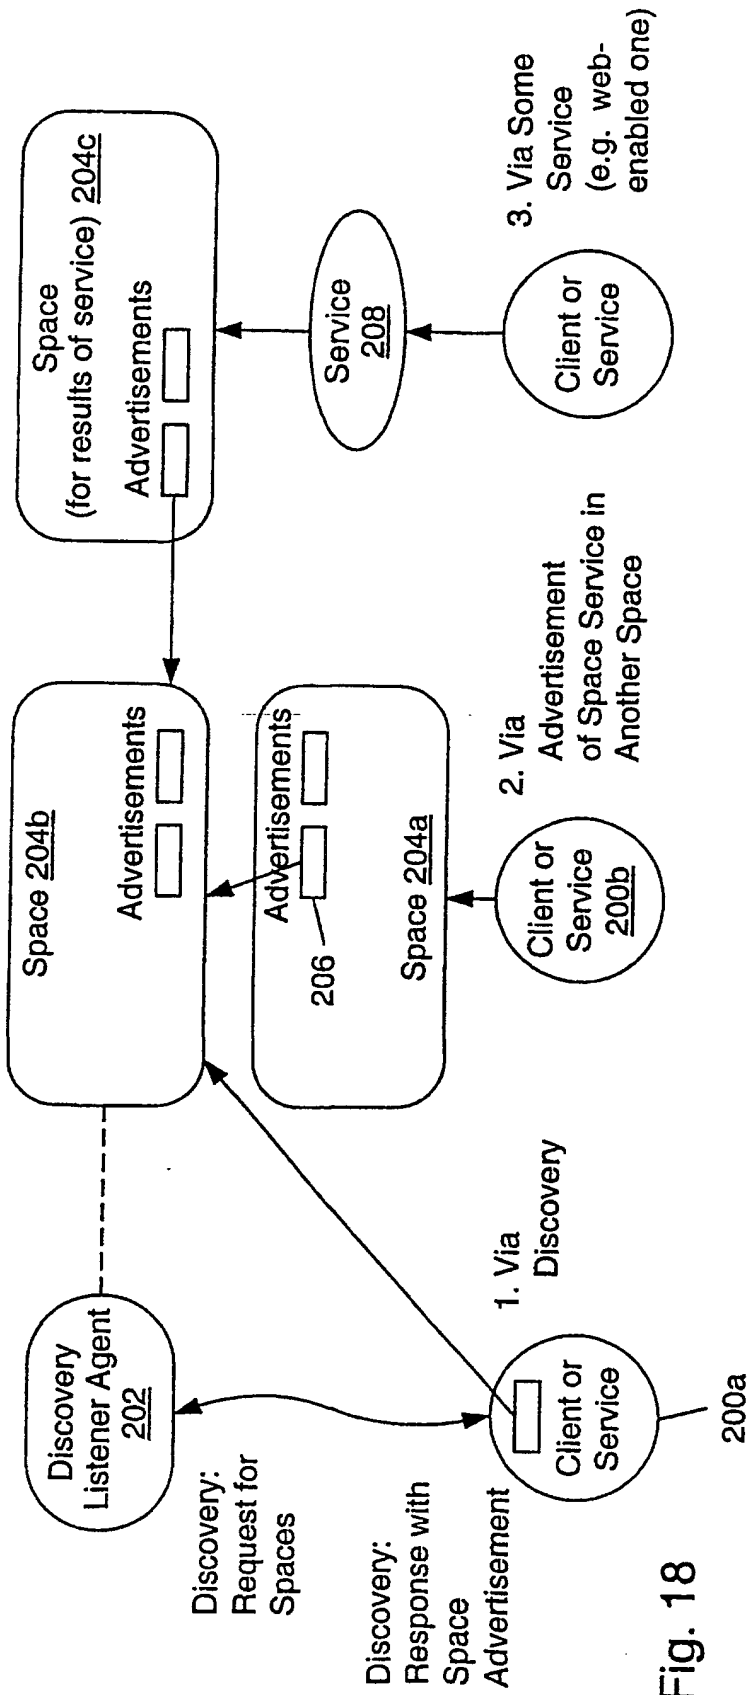 Discovery
Listener Agent
202
Discovery:
Request for
Spaces
Discovery:
Response with
Space
Advertisement
Client or
Service
200a
1. Via
Discovery
Space 204b
Advertisements
Advertisements
206
Space 204a
Client or
Service
200b
2. Via
Advertisement
of Space Service in
Another Space
Space
(for results of service) 204c
Advertisements
Service
208
Client or
Service
3. Via Some
Service
(e.g. web-
enabled one)
Fig. 18